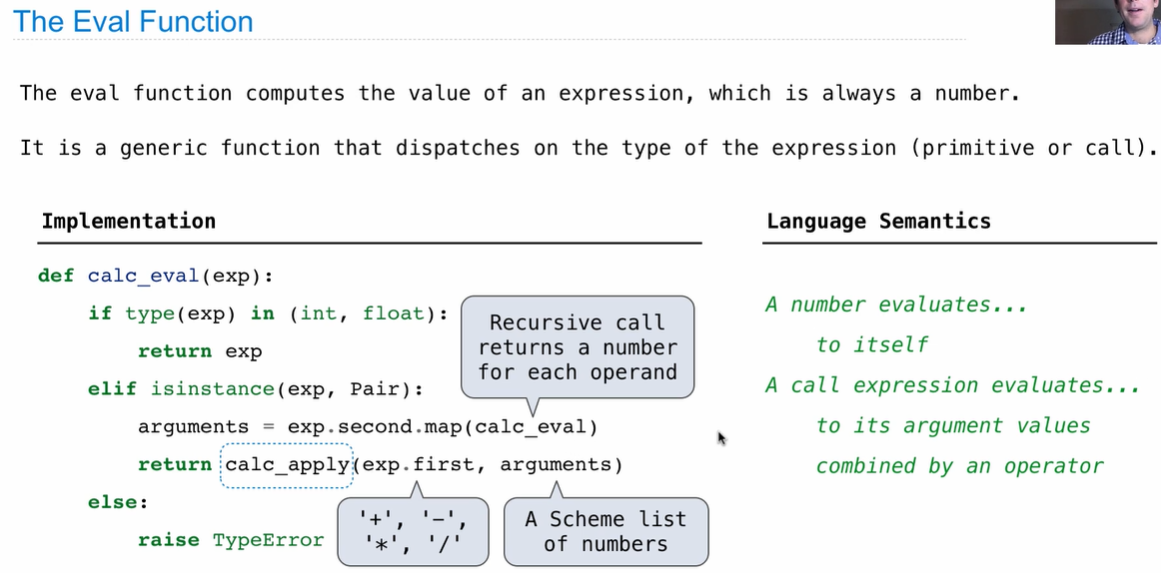 The Eval Function
The eval function computes the value of an expression, which is always a number.
It is a generic function that dispatches on the type of the expression (primitive or call).
Implementation
def calc_eval(exp):
if type(exp) in (int, float):
return exp
elif isinstance(exp, Pair):
arguments = exp.second.map(calc_eval)
return calc_apply(exp.first, arguments)
else:
raise TypeError
Recursive call
returns a number
for each operand
'+', '-',
'*', '/'
A Scheme list
of numbers
Language Semantics
A number evaluates...
to itself
A call expression evaluates...
to its argument values
combined by an operator